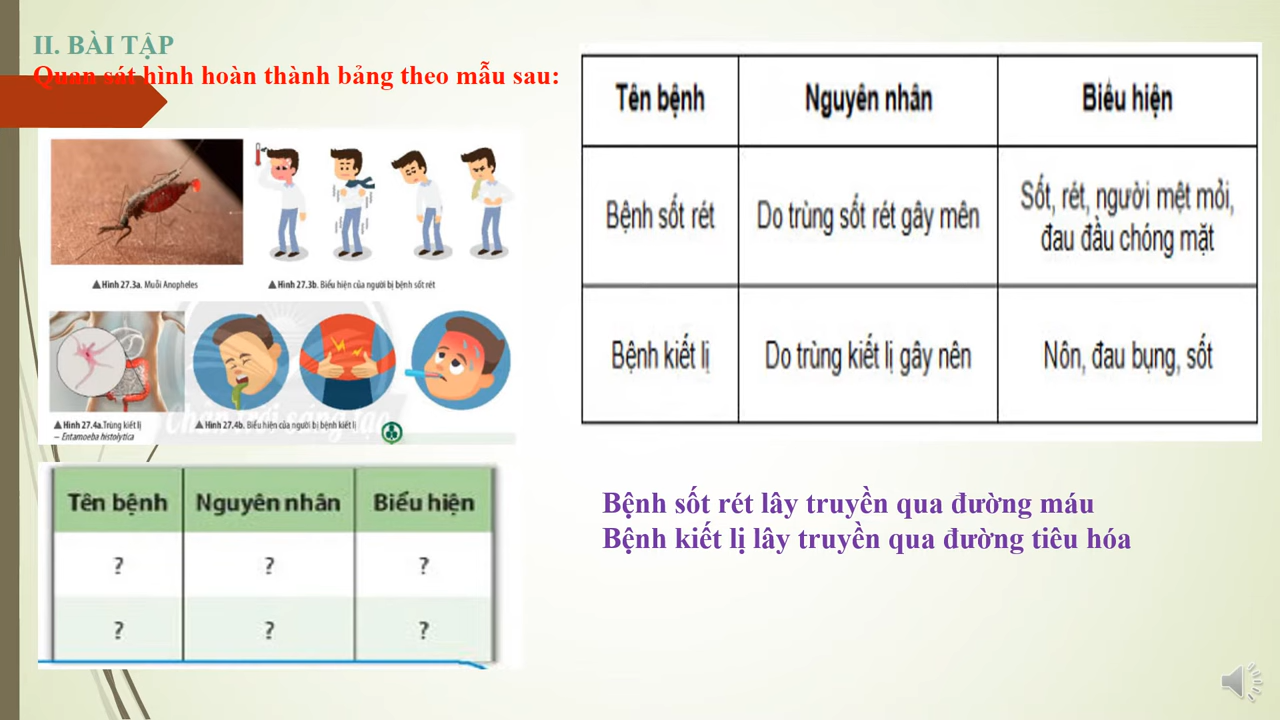 II. BÀI TẬP
Quan sát hình hoàn thành bảng theo mẫu sau:
▲Hình 27.3a. Muỗi Anopheles
▲Hình 27.3b. Biểu hiện của người bị bệnh sốt rét
Chân trời sáng tạo
▲Hình 27.4a.Trùng kiết lị
– Entamoeba histolytica
▲Hình 27.4b. Biểu hiện của người bị bệnh kiết lị
Tên bệnh Nguyên nhân Biểu hiện
? ? ?
? ? ?
Tên bệnh Nguyên nhân Biểu hiện
Bệnh sốt rét Do trùng sốt rét gây mên Sốt, rét, người mệt mỏi,
đau đầu chóng mặt
Bệnh kiết lị Do trùng kiết lị gây nên Nôn, đau bụng, sốt
Bệnh sốt rét lây truyền qua đường máu
Bệnh kiết lị lây truyền qua đường tiêu hóa